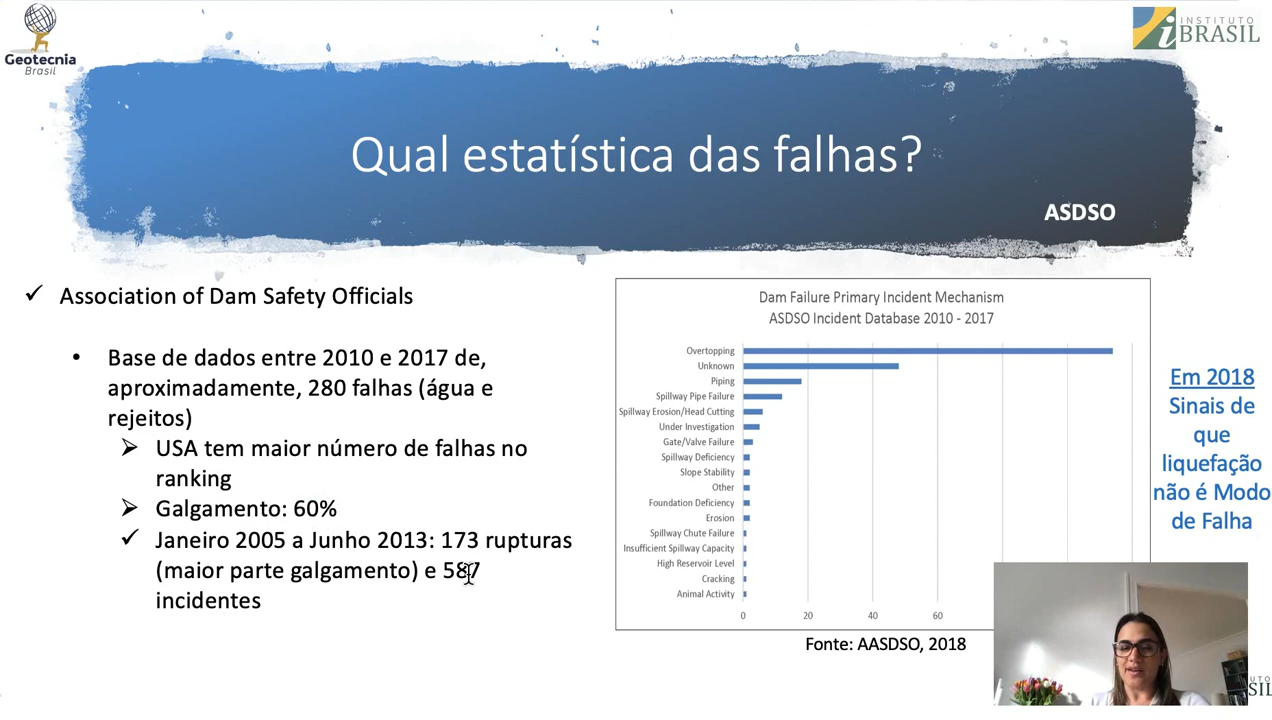 Geotecnia
Brasil
INSTITUTO
BRASIL
Qual estatística das falhas?
ASDSO
✓ Association of Dam Safety Officials
• Base de dados entre 2010 e 2017 de,
aproximadamente, 280 falhas (água e
rejeitos)
➢ USA tem maior número de falhas no
ranking
➢ Galgamento: 60%
✓ Janeiro 2005 a Junho 2013: 173 rupturas
(maior parte galgamento) e 587
incidentes
Dam Failure Primary Incident Mechanism
ASDSO Incident Database 2010 - 2017
Overtopping
Unknown
Piping
Spillway Pipe Failure
Spillway Erosion/Head Cutting
Under Investigation
Gate/Valve Failure
Spillway Deficiency
Slope Stability
Other
Foundation Deficiency
Erosion
Spillway Chute Failure
Insufficient Spillway Capacity
High Reservoir Level
Cracking
Animal Activity
0 20 40 60
Fonte: AASDSO, 2018
Em 2018
Sinais de
que
liquefação
não é Modo
de Falha
UTO
SIL